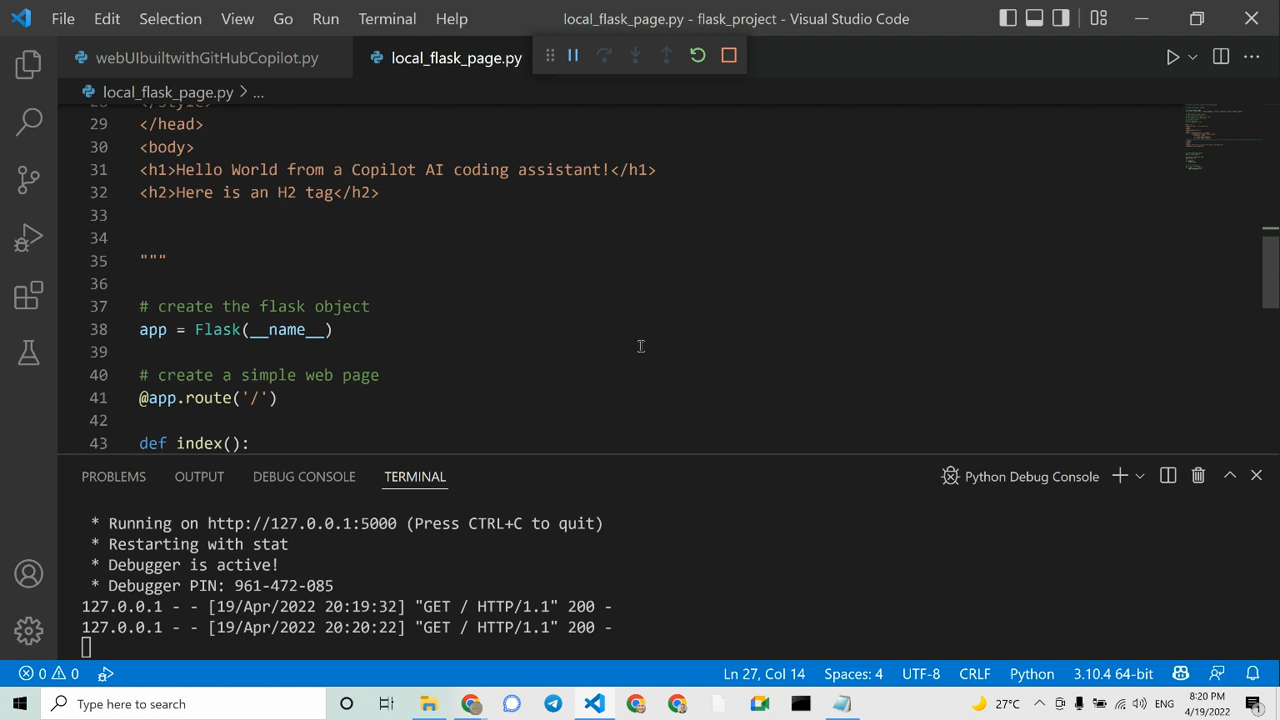 File Edit Selection View Go Run Terminal Help local_flask_page.py - flask_project - Visual Studio Code
webUIbuiltwithGitHubCopilot.py local_flask_page.py
local_flask_page.py > ...
28 </style>
29 </head>
30 <body>
31 <h1>Hello World from a Copilot AI coding assistant!</h1>
32 <h2>Here is an H2 tag</h2>
33
34
35 """
36
37 # create the flask object
38 app = Flask(__name__)
39
40 # create a simple web page
41 @app.route('/')
42
43 def index():
PROBLEMS OUTPUT DEBUG CONSOLE TERMINAL Python Debug Console
* Running on http://127.0.0.1:5000 (Press CTRL+C to quit)
* Restarting with stat
* Debugger is active!
* Debugger PIN: 961-472-085
127.0.0.1 - - [19/Apr/2022 20:19:32] "GET / HTTP/1.1" 200 -
127.0.0.1 - - [19/Apr/2022 20:20:22] "GET / HTTP/1.1" 200 -
0 0 Ln 27, Col 14 Spaces: 4 UTF-8 CRLF Python 3.10.4 64-bit
Type here to search 27°C ENG 8:20 PM
4/19/2022 1